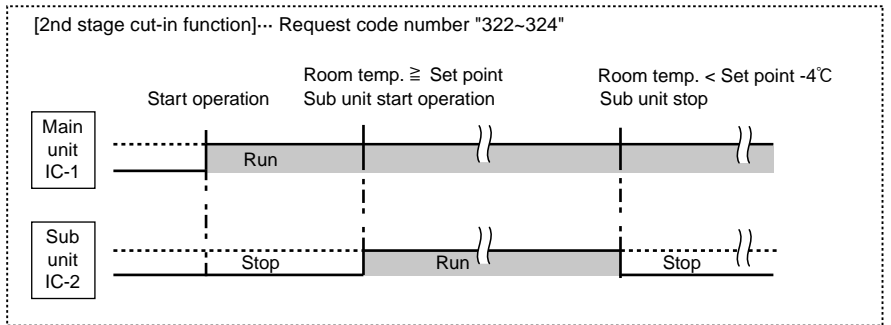 [2nd stage cut-in function]··· Request code number "322~324"
Room temp. ≧ Set point
Room temp. < Set point -4℃
Start operation
Sub unit start operation
Sub unit stop
Main
unit
IC-1
Run
Sub
unit
IC-2
Stop
Run
Stop